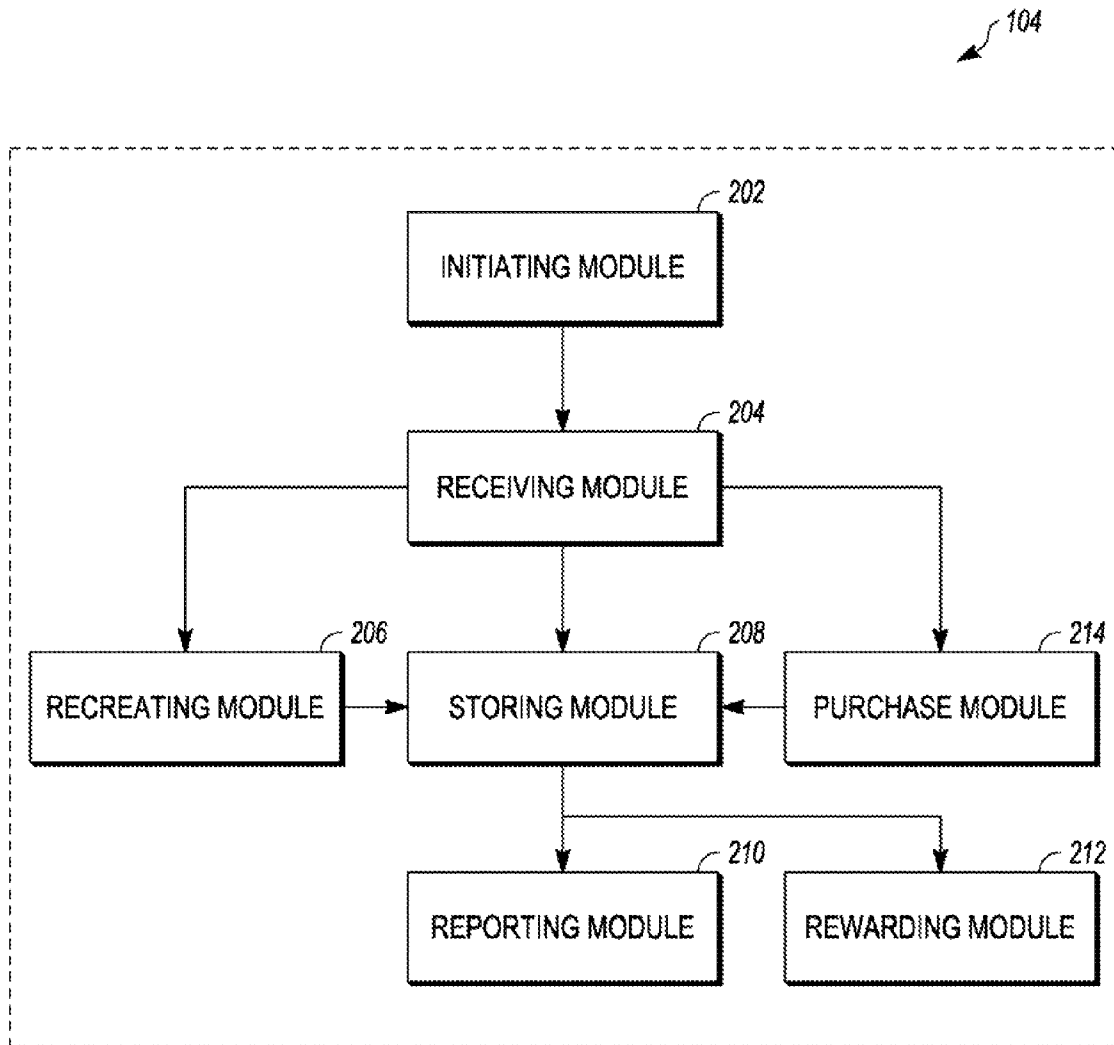 104
202
INITIATING MODULE
204
RECEIVING MODULE
206
208
214
RECREATING MODULE
STORING MODULE
PURCHASE MODULE
210
212
REPORTING MODULE
REWARDING MODULE